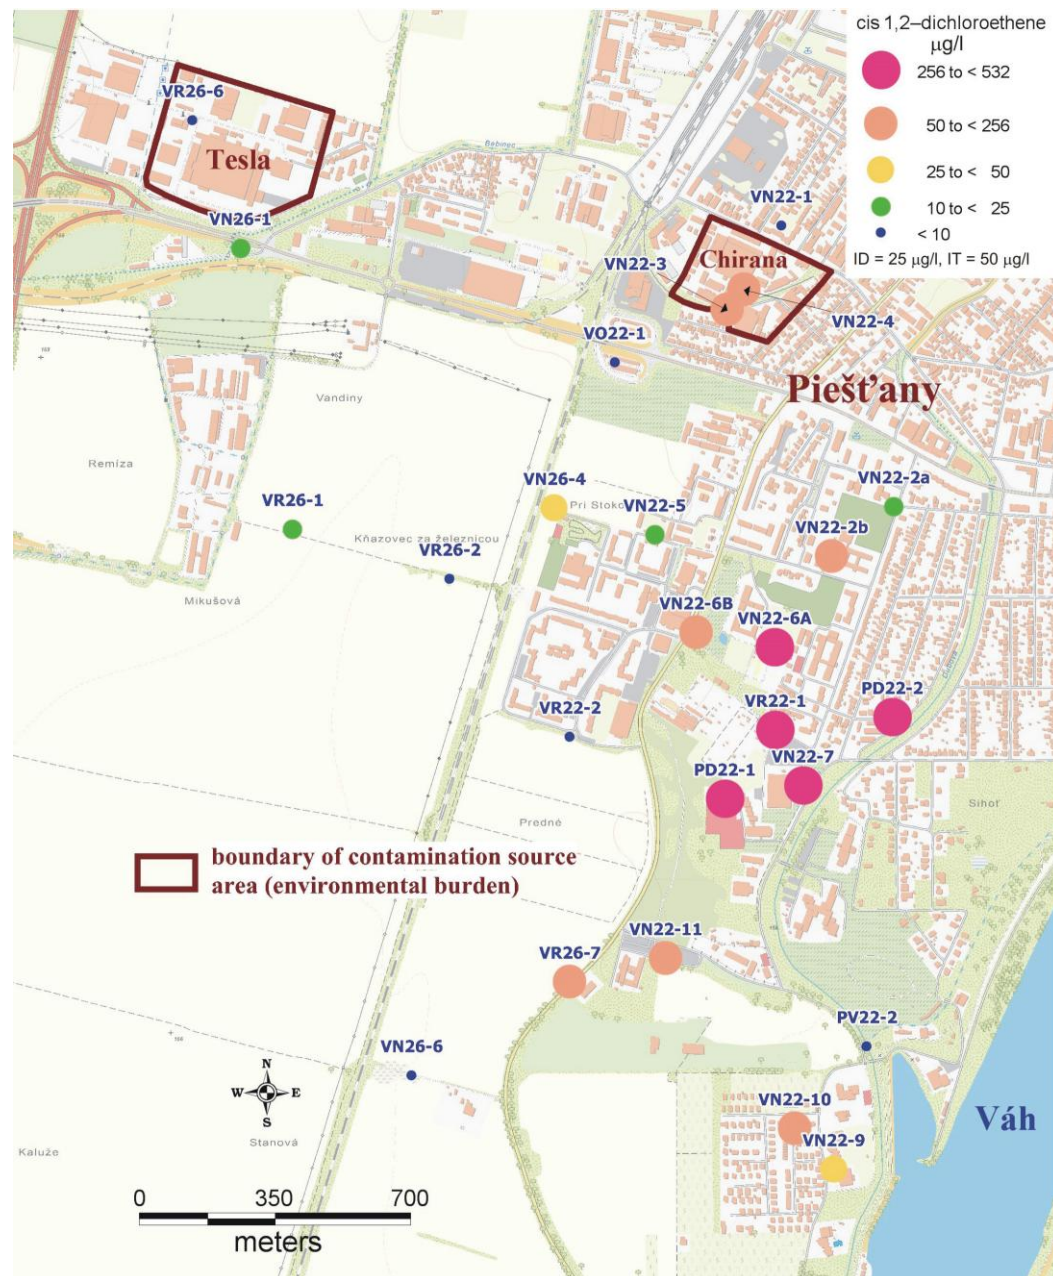 cis 1,2–dichloroethene
µg/l
256 to < 532
50 to < 256
25 to < 50
10 to < 25
< 10
ID = 25 µg/l, IT = 50 µg/l
VR26-6
Tesla
VN26-1
VN22-1
VN22-3
Chirana
VN22-4
VO22-1
Piešťany
Vandiny
Remíza
VN26-4
VN22-2a
VR26-1
VN22-5
Pri Stoko
VN22-2b
Kňazovec za železnicou
VR26-2
Mikušová
VN22-6B
VN22-6A
VR22-1
PD22-2
VR22-2
VN22-7
PD22-1
Sihoť
Predné
boundary of contamination source
area (environmental burden)
VN22-11
VR26-7
PV22-2
VN26-6
N
W E
S
VN22-10
Váh
VN22-9
Stanová
Kaluže
0 350 700
meters